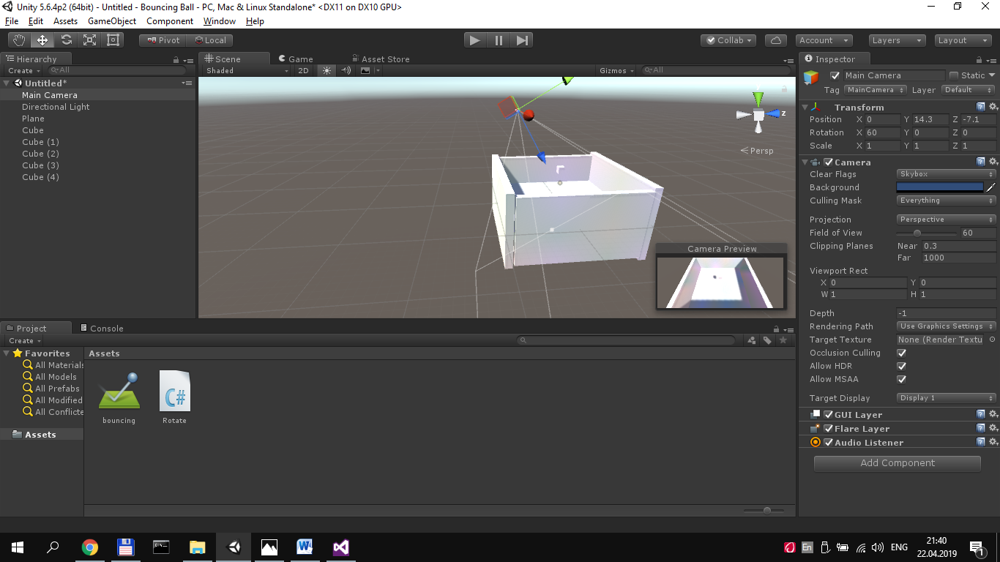 Unity 5.6.4p2 (64bit) - Untitled - Bouncing Ball - PC, Mac & Linux Standalone* <DX11 on DX10 GPU>
File Edit Assets GameObject Component Window Help
Pivot Local Collab Account Layers Layout
Hierarchy
Create All
Untitled*
Main Camera
Directional Light
Plane
Cube
Cube (1)
Cube (2)
Cube (3)
Cube (4)
Scene Game Asset Store
Shaded 2D Gizmos All
z
Persp
Camera Preview
Inspector
Main Camera Static
Tag MainCamera Layer Default
Transform
Position X 0 Y 14.3 Z -7.1
Rotation X 60 Y 0 Z 0
Scale X 1 Y 1 Z 1
Camera
Clear Flags Skybox
Background
Culling Mask Everything
Projection Perspective
Field of View 60
Clipping Planes Near 0.3
Far 1000
Viewport Rect
X 0 Y 0
W 1 H 1
Depth -1
Rendering Path Use Graphics Settings
Target Texture None (Render Textu
Occlusion Culling
Allow HDR
Allow MSAA
Target Display Display 1
GUI Layer
Flare Layer
Audio Listener
Add Component
Project Console
Create
Favorites
All Materials
All Models
All Prefabs
All Modified
All Conflicte
Assets
Assets
bouncing
C#
Rotate
En ENG 21:40
22.04.2019
1